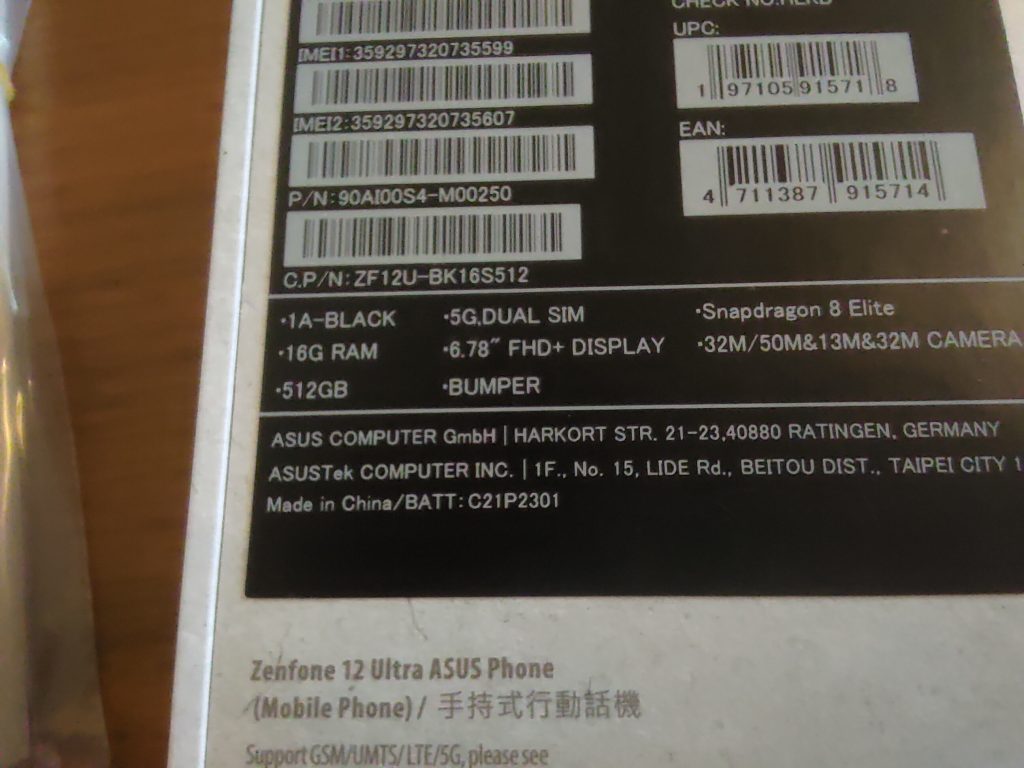 CHECK NO.:
UPC:
IMEI1:359297320735599
1 97105 91571 8
IMEI2:359297320735607
EAN:
P/N:90AI00S4-M00250
4 711387 915714
C.P/N:ZF12U-BK16S512
·1A-BLACK ·5G,DUAL SIM ·Snapdragon 8 Elite
·16G RAM ·6.78" FHD+ DISPLAY ·32M/50M&13M&32M CAMERA
·512GB ·BUMPER
ASUS COMPUTER GmbH | HARKORT STR. 21-23,40880 RATINGEN, GERMANY
ASUSTek COMPUTER INC. | 1F., No. 15, LIDE Rd., BEITOU DIST., TAIPEI CITY 1
Made in China/BATT:C21P2301
Zenfone 12 Ultra ASUS Phone
(Mobile Phone) / 手持式行動話機
Support GSM/UMTS/LTE/5G, please see